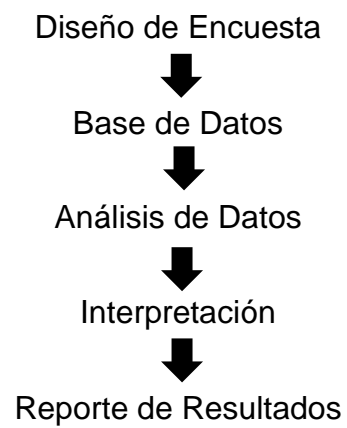 Diseño de Encuesta
Base de Datos
Análisis de Datos
Interpretación
Reporte de Resultados